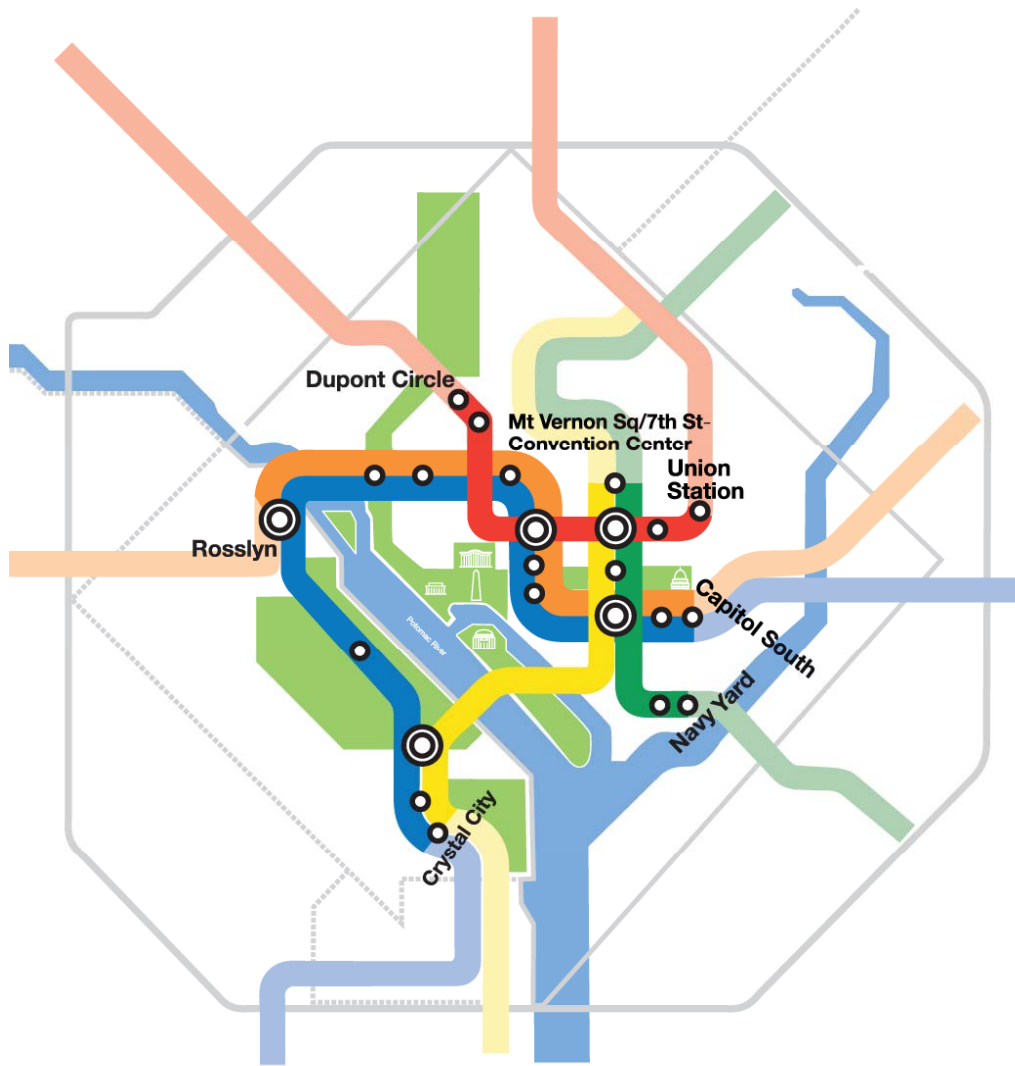 Dupont Circle
Mt Vernon Sq/7th St-
Convention Center
Union
Station
Rosslyn
Capitol South
Potomac River
Navy Yard
Crystal City